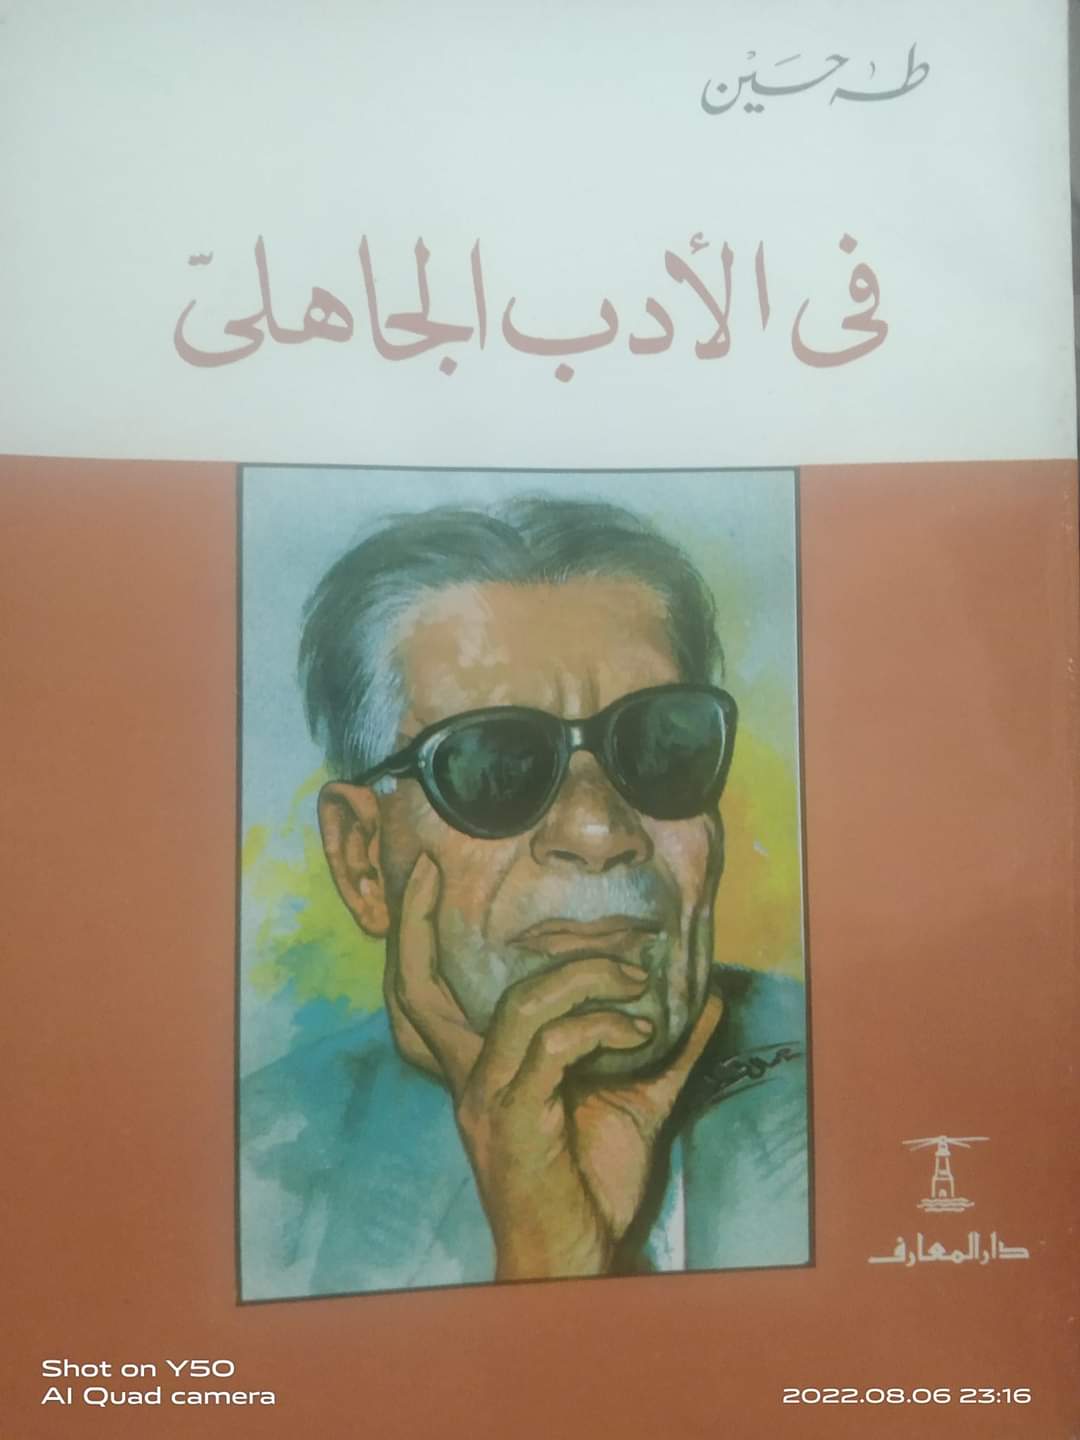 طه حسين
فى الأدب الجاهلىّ
دار المعارف
Shot on Y50
AI Quad camera
2022.08.06 23:16